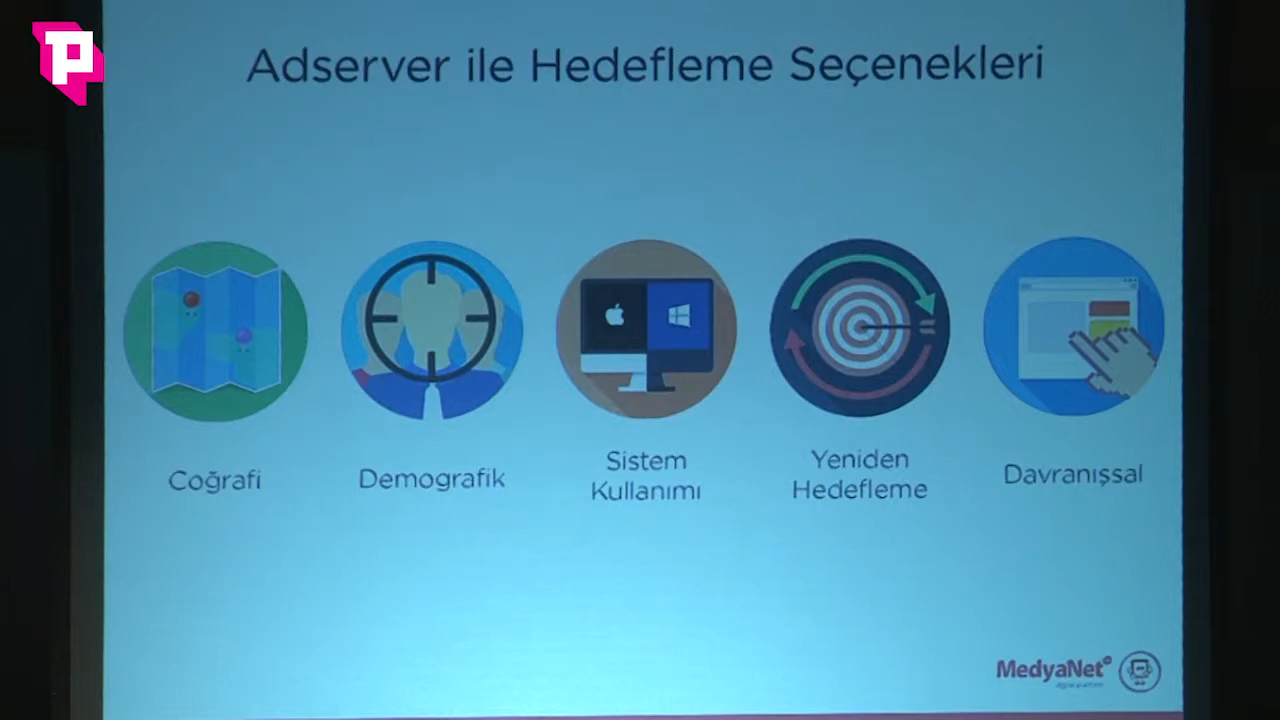 Adserver ile Hedefleme Seçenekleri
Coğrafi
Demografik
Sistem
Kullanımı
Yeniden
Hedefleme
Davranışsal
MedyaNet